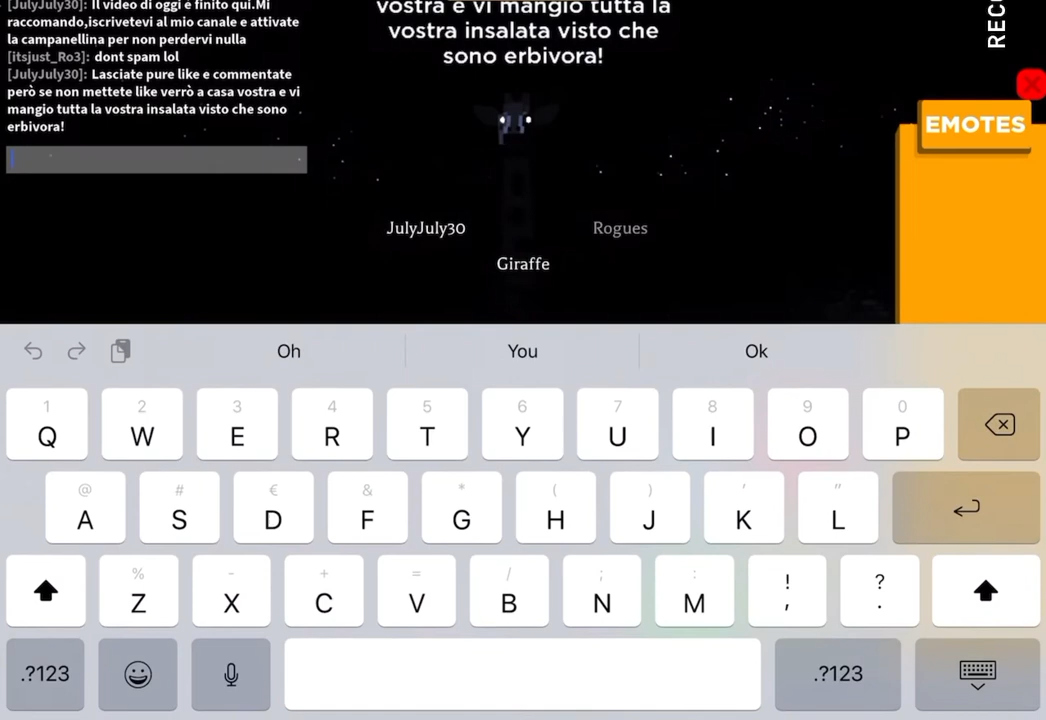 [JulyJuly30]: Il video di oggi è finito qui.Mi
raccomando,iscrivetevi al mio canale e attivate
la campanellina per non perdervi nulla
[itsjust_Ro3]: dont spam lol
[JulyJuly30]: Lasciate pure like e commentate
però se non mettete like verrò a casa vostra e vi
mangio tutta la vostra insalata visto che sono
erbivora!
vostra e vi mangio tutta la
vostra insalata visto che
sono erbivora!
RECO
EMOTES
JulyJuly30
Rogues
Giraffe
Oh You Ok
1 2 3 4 5 6 7 8 9 0
Q W E R T Y U I O P
@ # € & * ( ) ' "
A S D F G H J K L
% - + = / ; : ! ?
Z X C V B N M , .
.?123 .?123